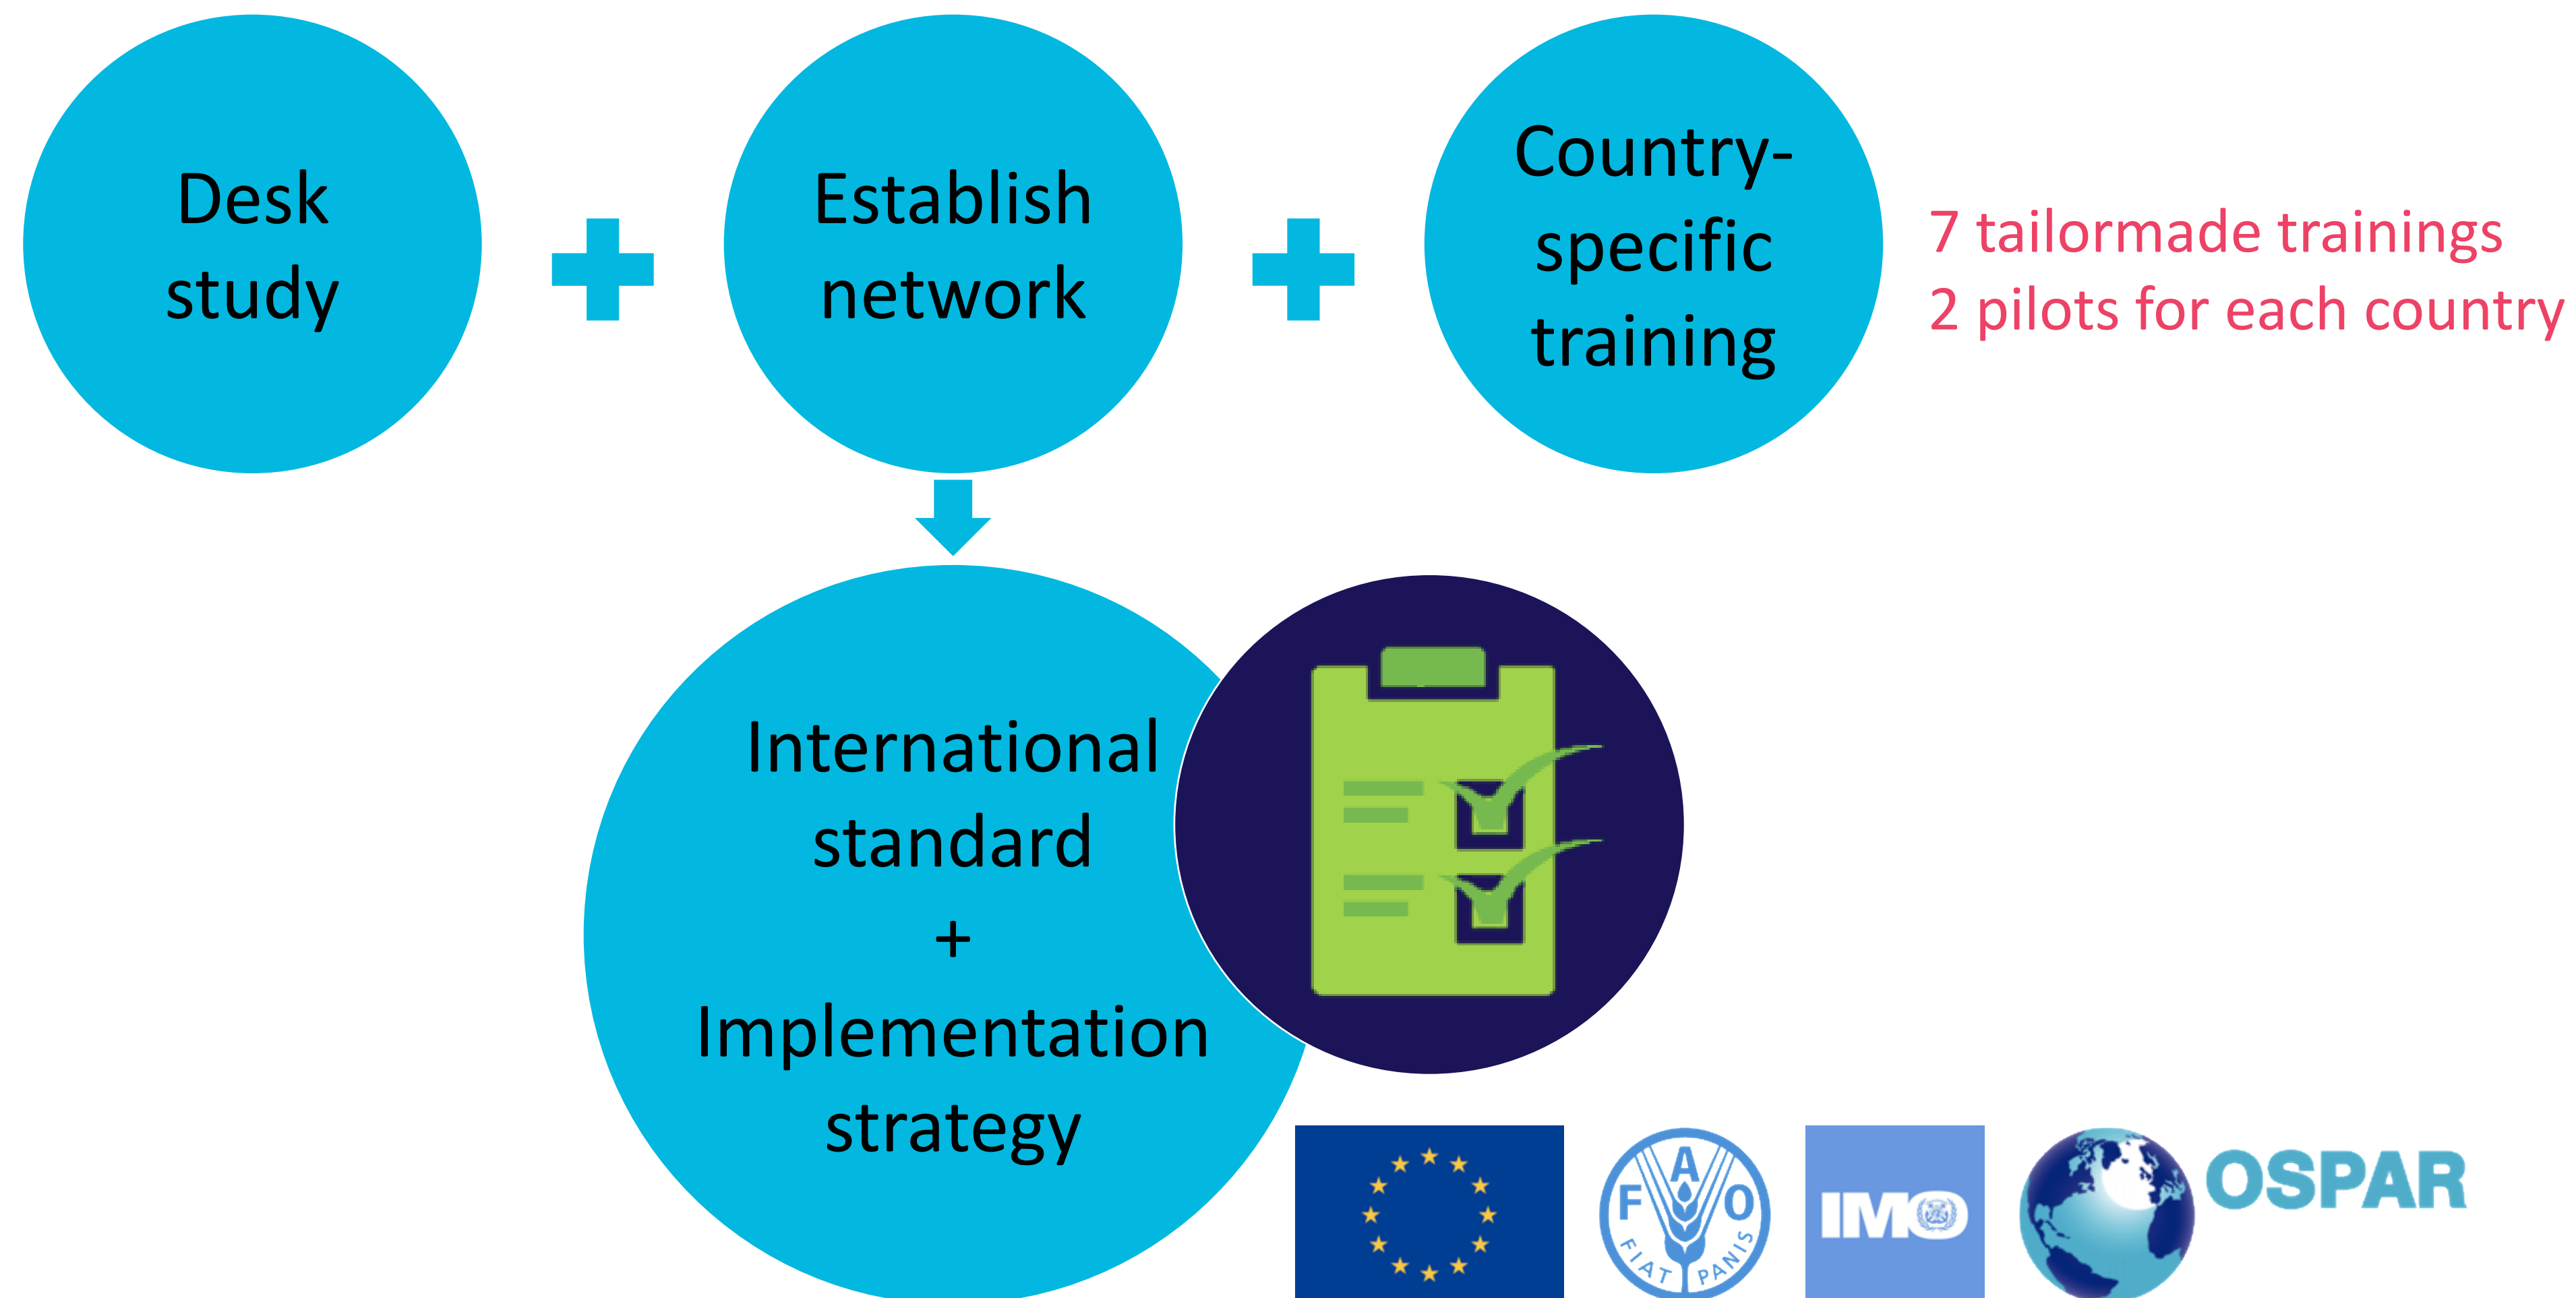 Desk
study
Establish
network
Country-
specific
training
7 tailormade trainings
2 pilots for each country
International
standard
+
Implementation
strategy
F A O
FIAT PANIS
IMO
OSPAR